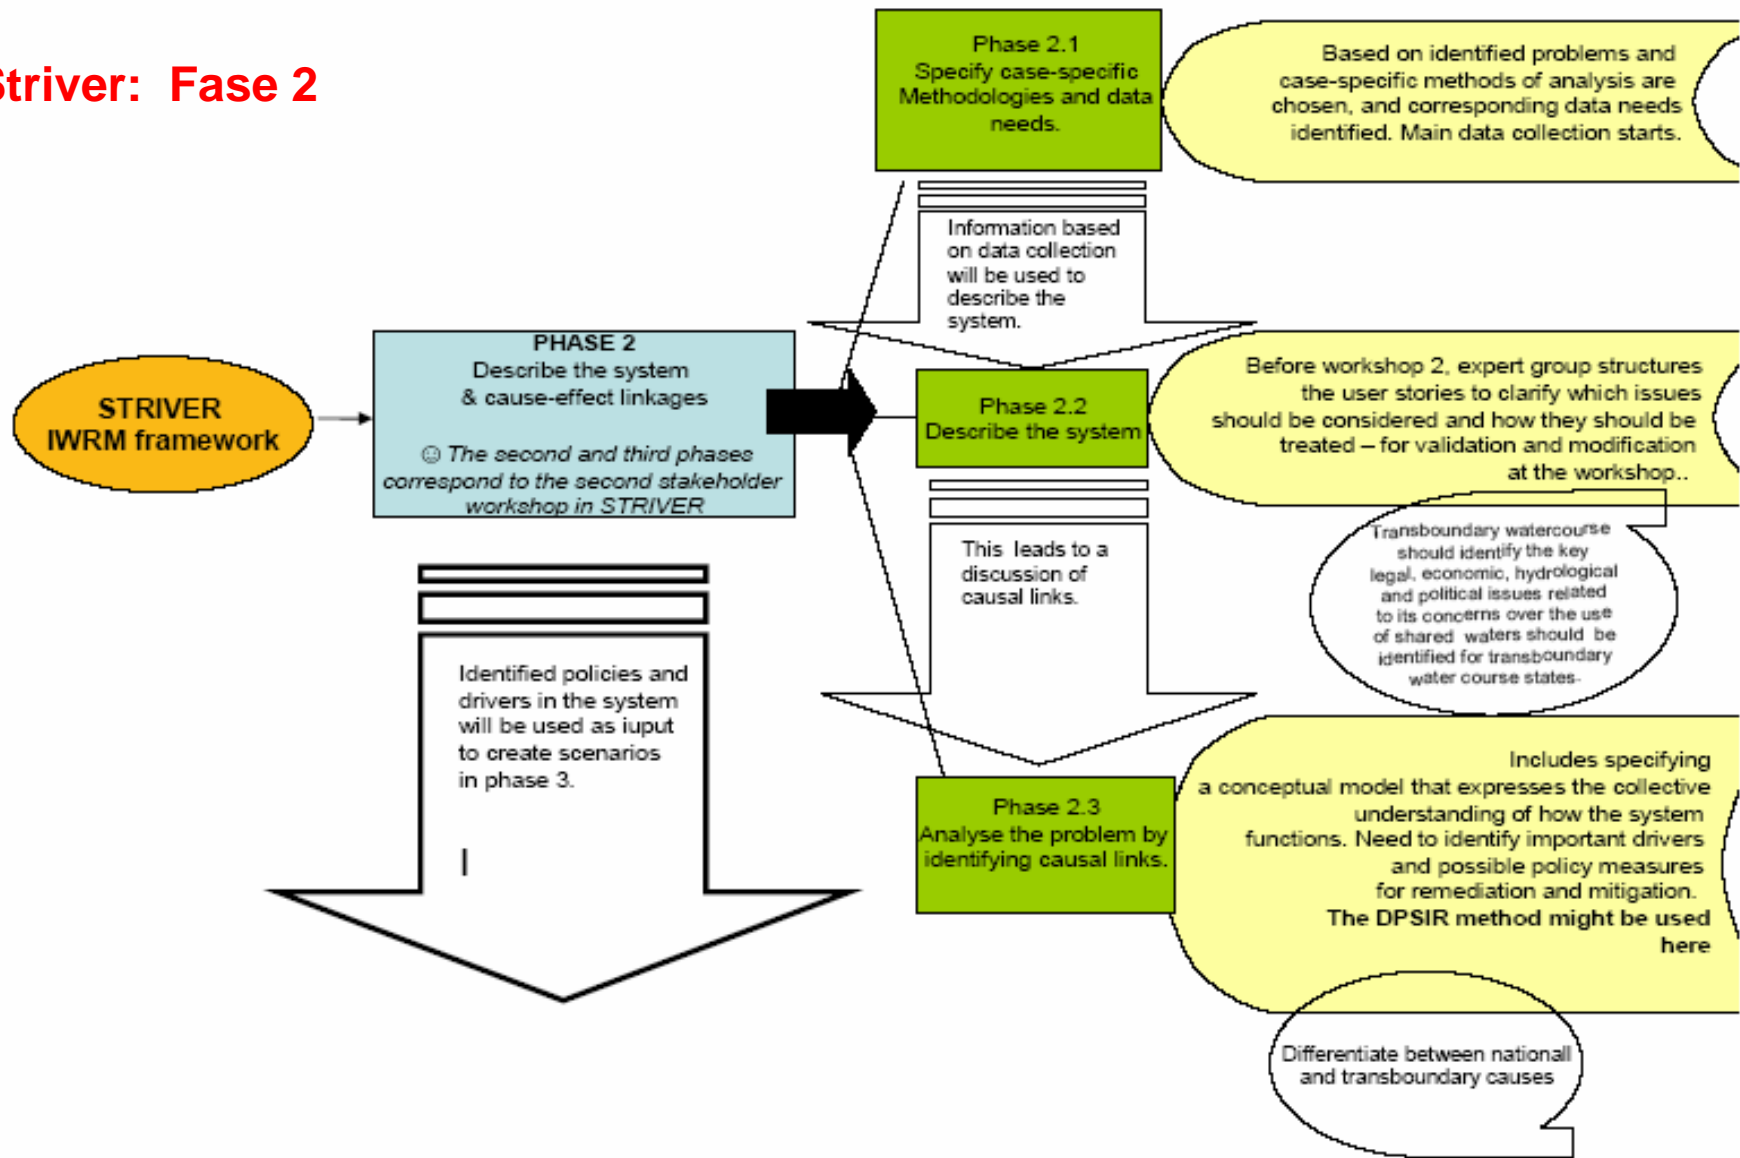 Striver: Fase 2
STRIVER
IWRM framework
PHASE 2
Describe the system
& cause-effect linkages
☺ The second and third phases
correspond to the second stakeholder
workshop in STRIVER
Identified policies and
drivers in the system
will be used as iuput
to create scenarios
in phase 3.
Phase 2.1
Specify case-specific
Methodologies and data
needs.
Based on identified problems and
case-specific methods of analysis are
chosen, and corresponding data needs
identified. Main data collection starts.
Information based
on data collection
will be used to
describe the
system.
Phase 2.2
Describe the system
Before workshop 2, expert group structures
the user stories to clarify which issues
should be considered and how they should be
treated – for validation and modification
at the workshop..
Transboundary watercourse
should identify the key
legal, economic, hydrological
and political issues related
to its concerns over the use
of shared waters should be
identified for transboundary
water course states.
This leads to a
discussion of
causal links.
Phase 2.3
Analyse the problem by
identifying causal links.
Includes specifying
a conceptual model that expresses the collective
understanding of how the system
functions. Need to identify important drivers
and possible policy measures
for remediation and mitigation.
The DPSIR method might be used
here
Differentiate between nationall
and transboundary causes